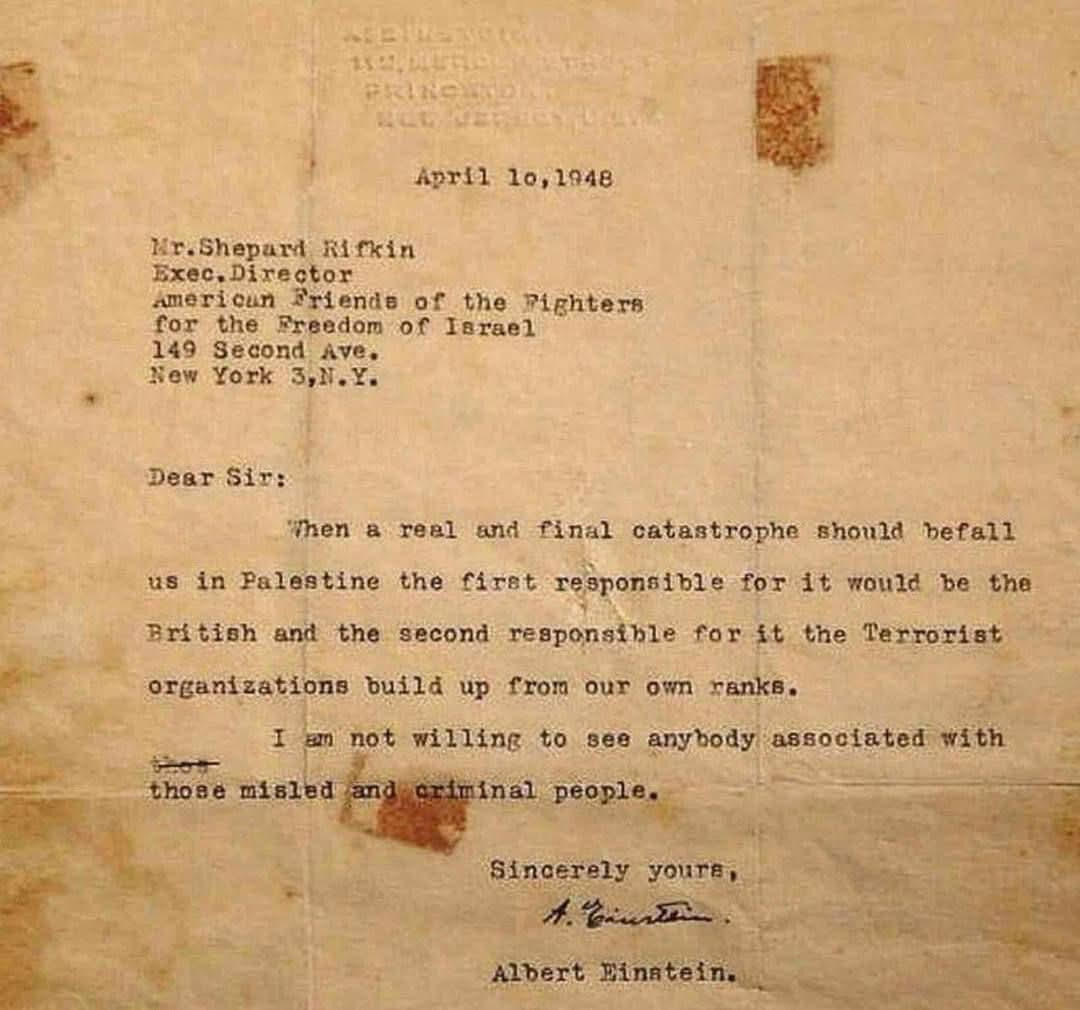 PRINCETON
NEW JERSEY, U.S.A.
April 10,1948
Mr.Shepard Rifkin
Exec.Director
American Friends of the Fighters
for the Freedom of Israel
149 Second Ave.
New York 3,N.Y.
Dear Sir:
When a real and final catastrophe should befall
us in Palestine the first responsible for it would be the
British and the second responsible for it the Terrorist
organizations build up from our own ranks.
I am not willing to see anybody associated with
those misled and criminal people.
Sincerely yours,
A. Einstein.
Albert Einstein.